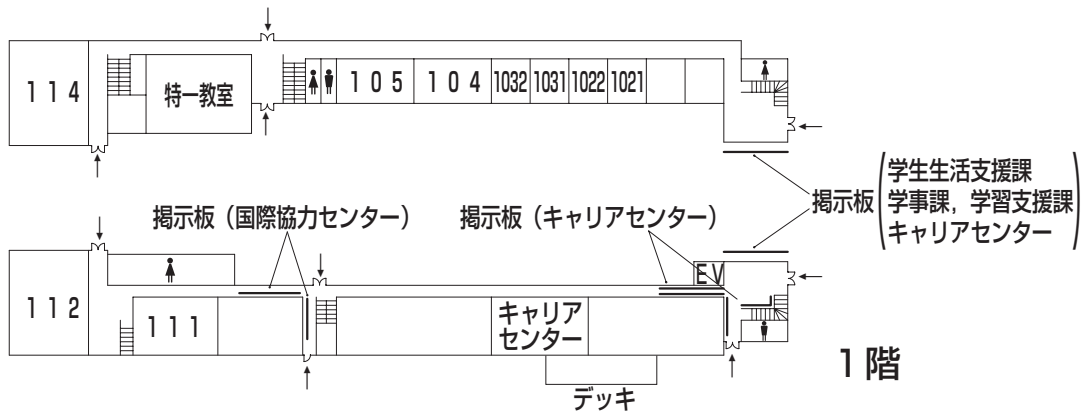 114
特一教室
105
104
1032
1031
1022
1021
掲示板
学生生活支援課
学事課，学習支援課
キャリアセンター
掲示板（国際協力センター）
掲示板（キャリアセンター）
EV
112
111
キャリア
センター
1階
デッキ